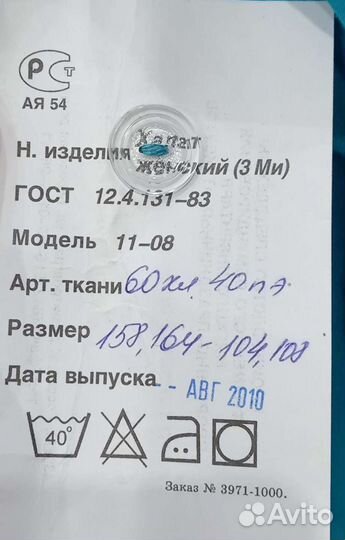 РСТ
АЯ 54
Н. изделия Халат
женский (3 Ми)
ГОСТ 12.4.131-83
Модель 11-08
Арт. ткани 60хл 40пэ
Размер 158,164-104,108
Дата выпуска - - АВГ 2010
40°
Заказ № 3971-1000.
Avito